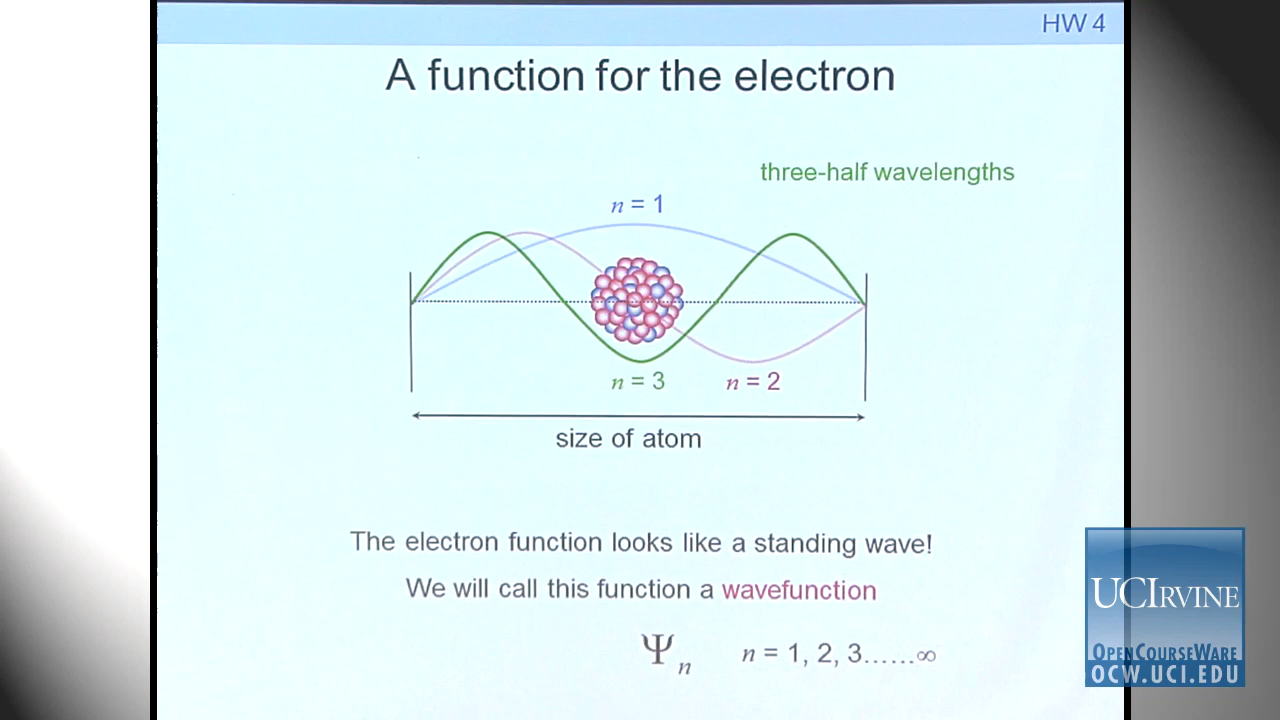 HW 4
A function for the electron
three-half wavelengths
n = 1
n = 3
n = 2
size of atom
The electron function looks like a standing wave!
We will call this function a wavefunction
Ψn n = 1, 2, 3......∞
UCIRVINE
OPENCOURSEWARE
OCW.UCI.EDU